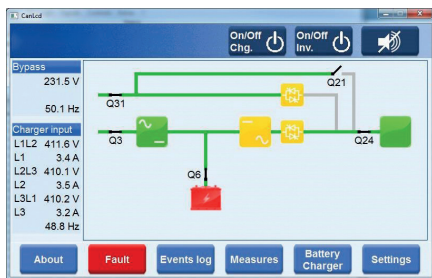 CanLcd
On/Off
Chg.
On/Off
Inv.
Bypass
231.5 V
50.1 Hz
Charger input
L1L2 411.6 V
L1 3.4 A
L2L3 410.1 V
L2 3.5 A
L3L1 410.2 V
L3 3.2 A
48.8 Hz
Q21
Q31
Q3
Q24
Q6
About
Fault
Events log
Measures
Battery
Charger
Settings